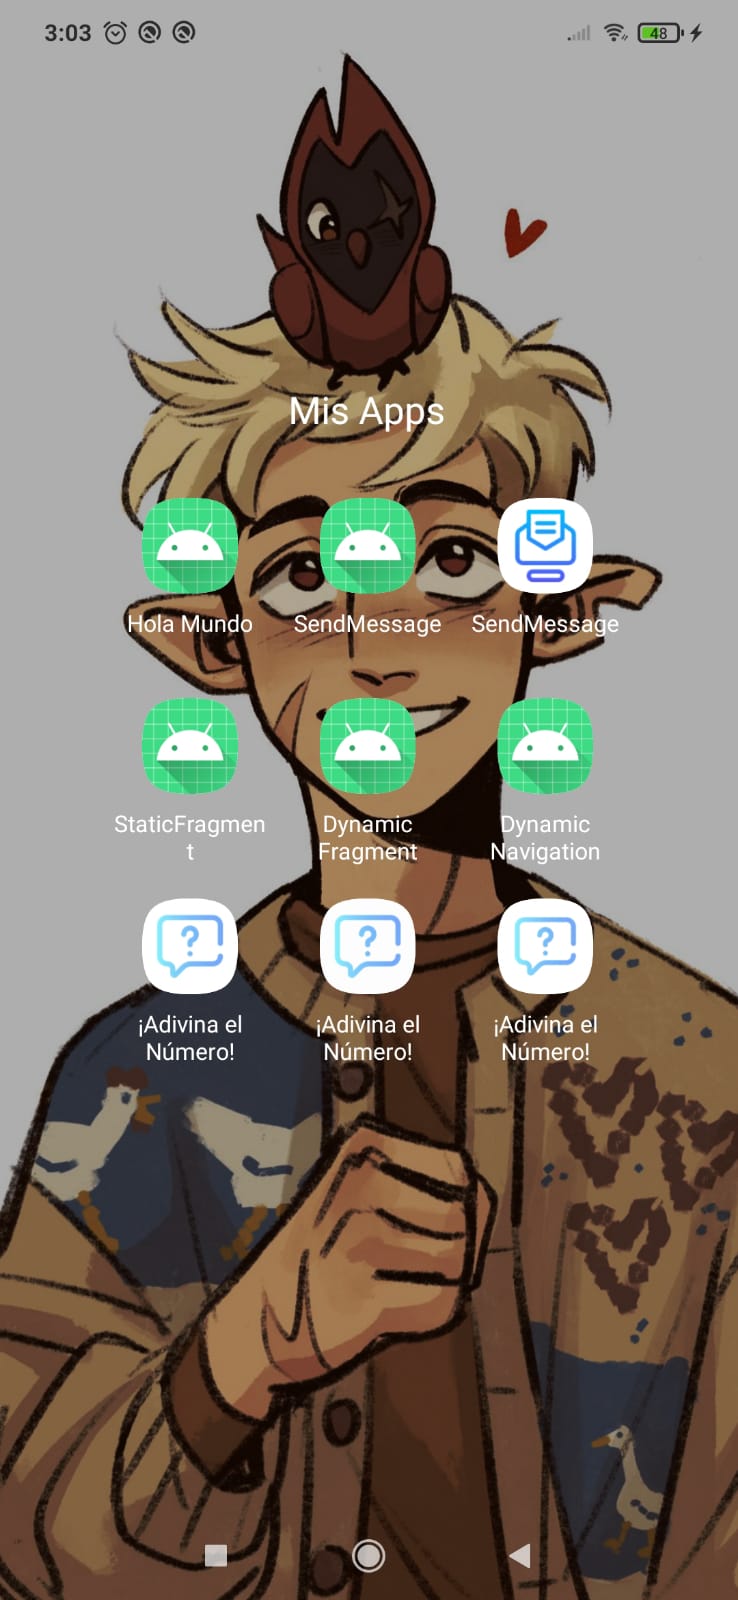 3:03
48
Mis Apps
Hola Mundo
SendMessage
SendMessage
StaticFragmen
t
Dynamic
Fragment
Dynamic
Navigation
¡Adivina el
Número!
¡Adivina el
Número!
¡Adivina el
Número!